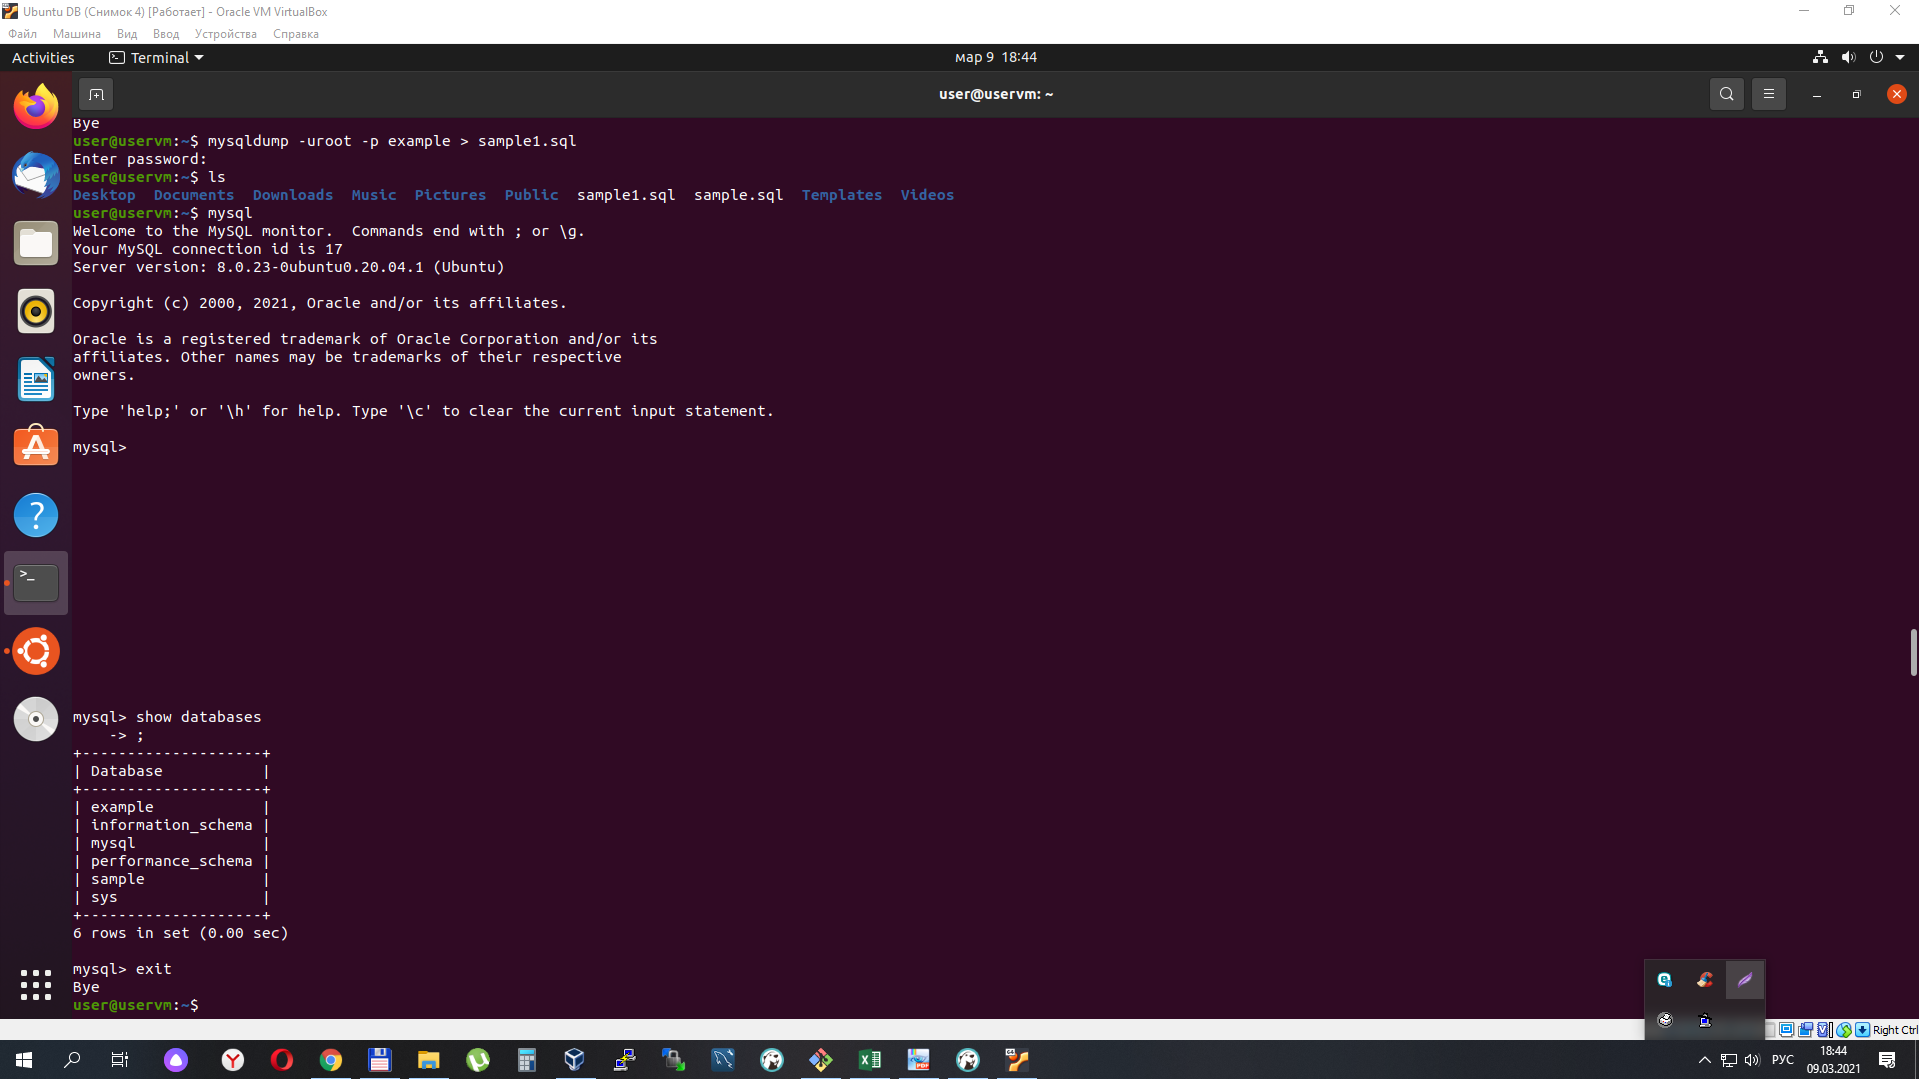 Ubuntu DB (Снимок 4) [Работает] - Oracle VM VirtualBox
Файл Машина Вид Ввод Устройства Справка
Activities Terminal мар 9 18:44
user@uservm: ~
Bye
user@uservm:~$ mysqldump -uroot -p example > sample1.sql
Enter password:
user@uservm:~$ ls
Desktop Documents Downloads Music Pictures Public sample1.sql sample.sql Templates Videos
user@uservm:~$ mysql
Welcome to the MySQL monitor.  Commands end with ; or \g.
Your MySQL connection id is 17
Server version: 8.0.23-0ubuntu0.20.04.1 (Ubuntu)
Copyright (c) 2000, 2021, Oracle and/or its affiliates.
Oracle is a registered trademark of Oracle Corporation and/or its
affiliates. Other names may be trademarks of their respective
owners.
Type 'help;' or '\h' for help. Type '\c' to clear the current input statement.
mysql>
mysql> show databases
    -> ;
+--------------------+
| Database           |
+--------------------+
| example            |
| information_schema |
| mysql              |
| performance_schema |
| sample             |
| sys                |
+--------------------+
6 rows in set (0.00 sec)
mysql> exit
Bye
user@uservm:~$
Right Ctrl
РУС 18:44
09.03.2021